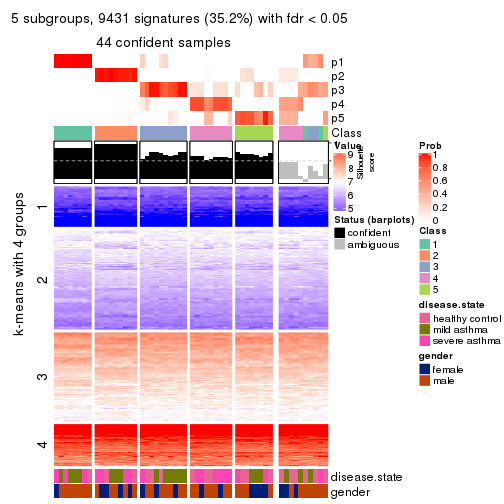 5 subgroups, 9431 signatures (35.2%) with fdr < 0.05
44 confident samples
p1
p2
p3
p4
p5
Class
1
2
3
4
k-means with 4 groups
disease.state
gender
Value
9
8
7
6
5
Silhouette
score
Status (barplots)
confident
ambiguous
Prob
1
0.8
0.6
0.4
0.2
0
Class
1
2
3
4
5
disease.state
healthy control
mild asthma
severe asthma
gender
female
male